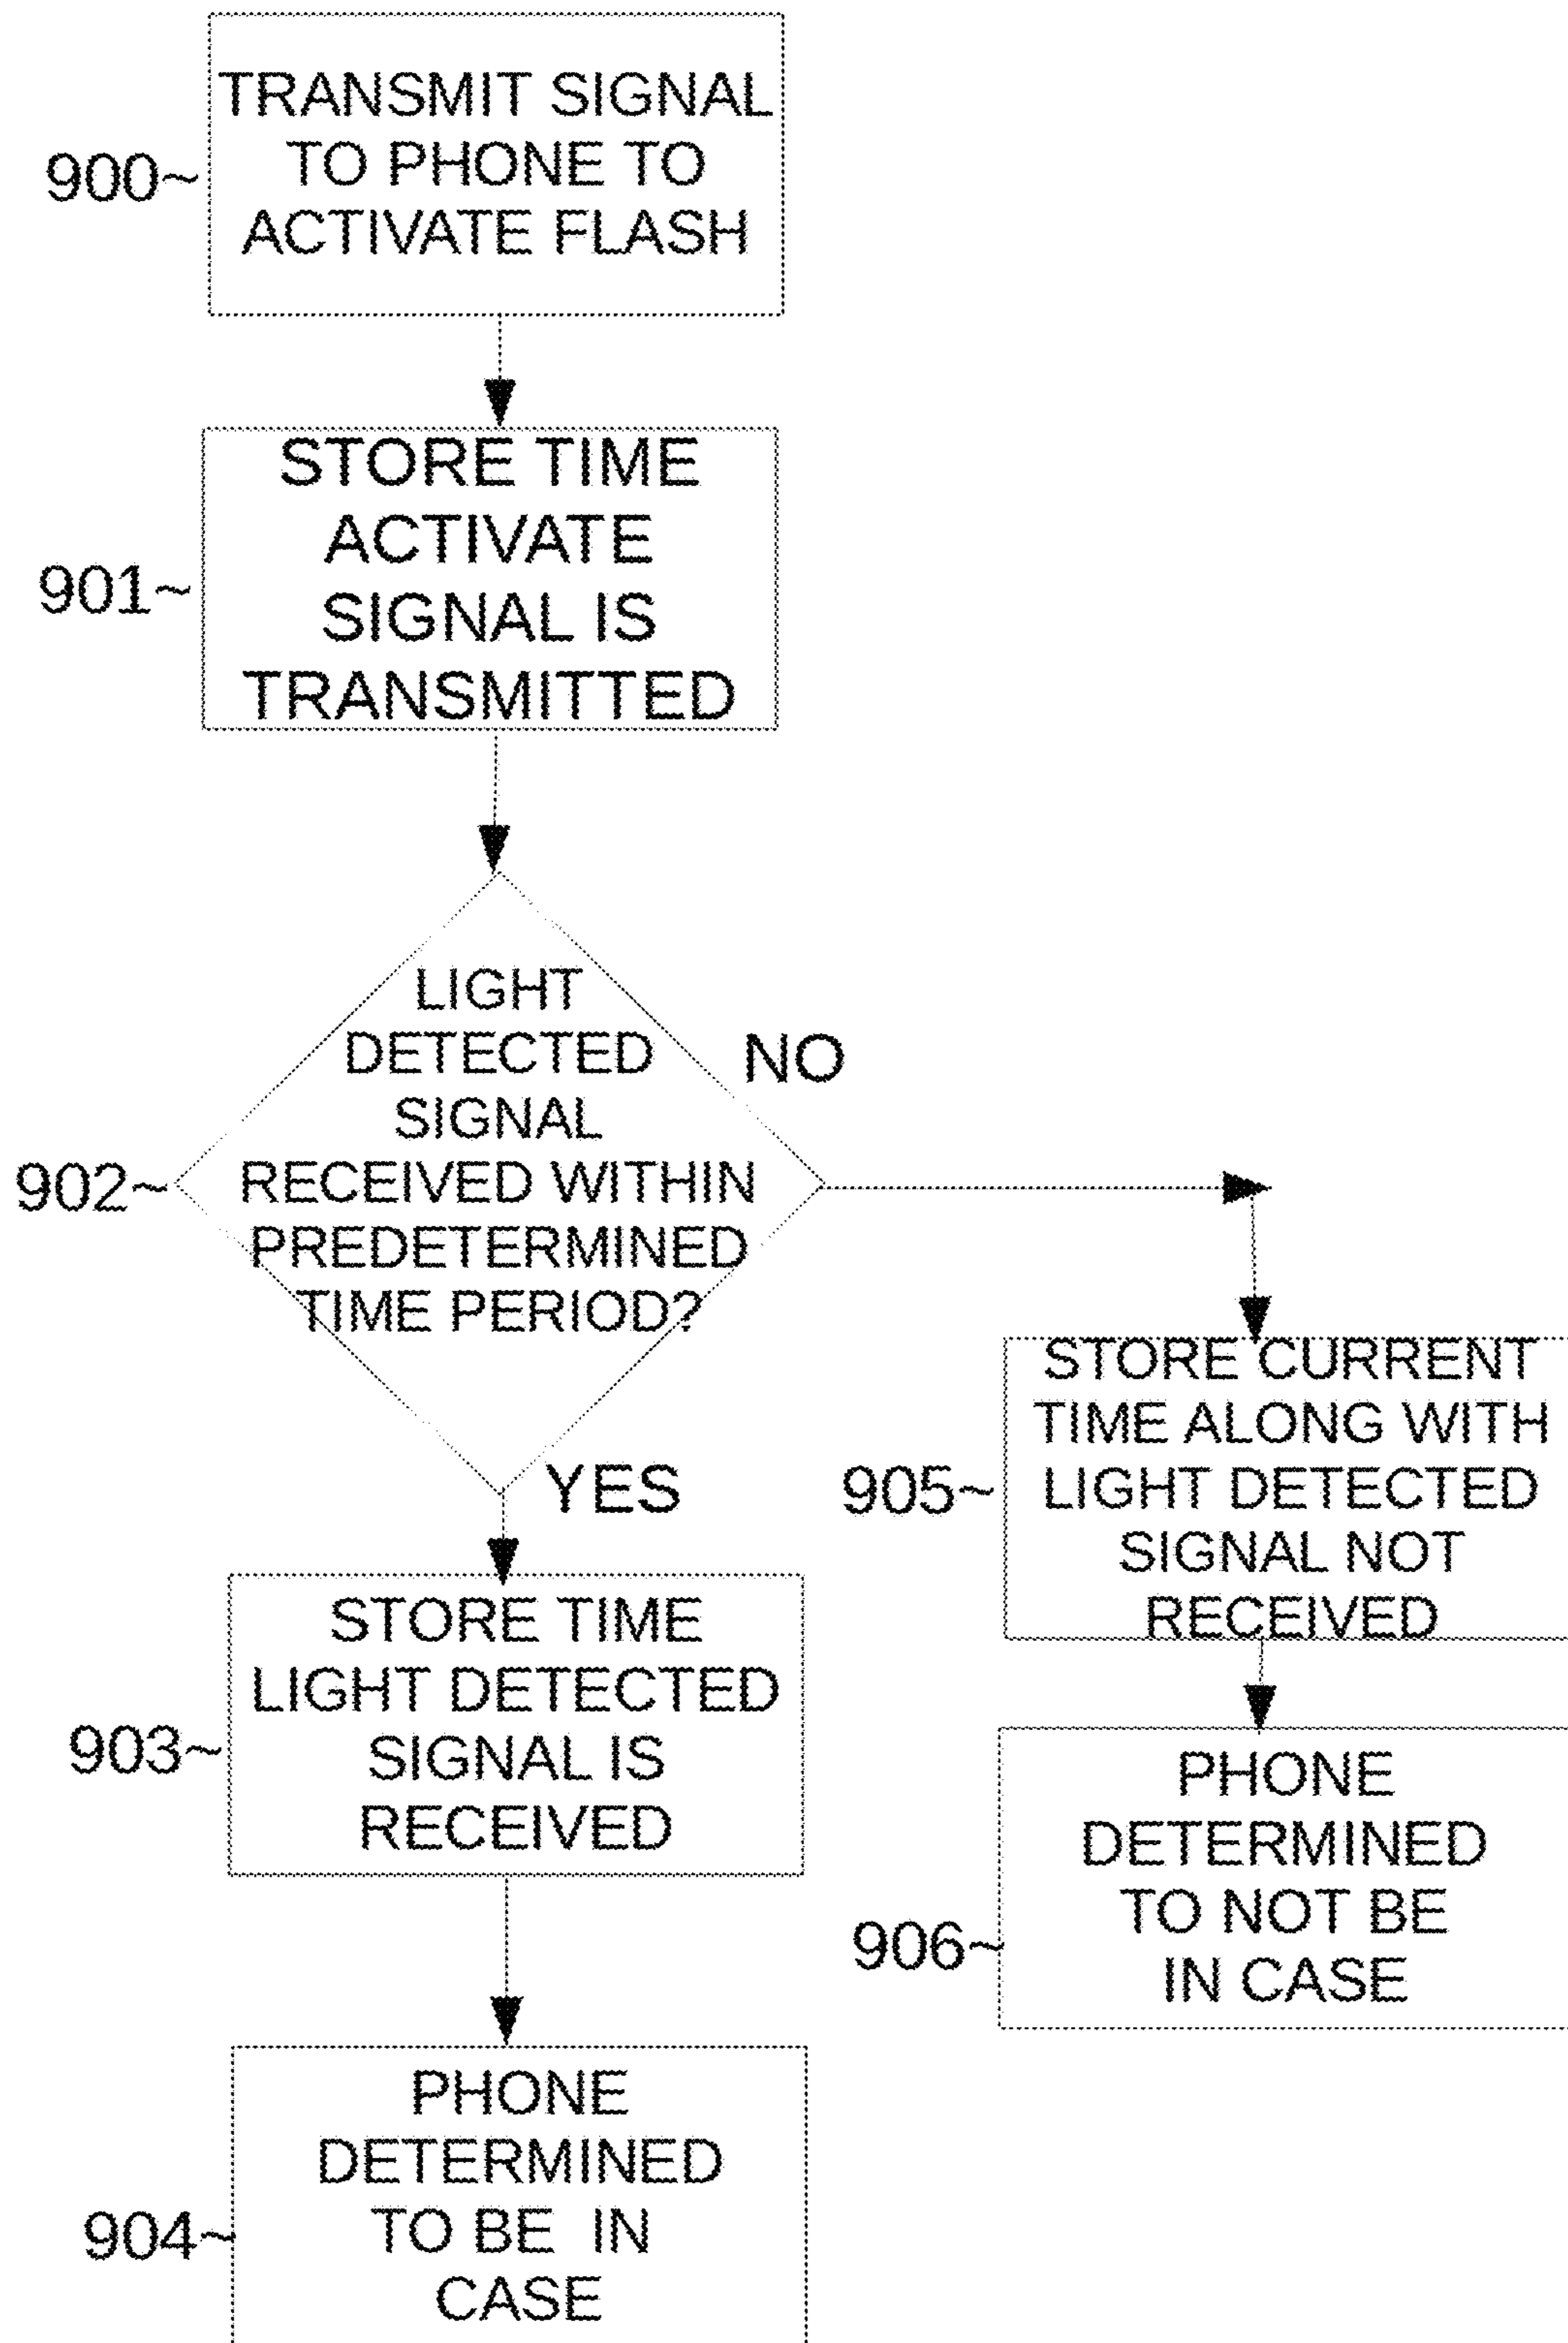 TRANSMIT SIGNAL
TO PHONE TO
ACTIVATE FLASH
900~
STORE TIME
ACTIVATE
SIGNAL IS
TRANSMITTED
901~
LIGHT
DETECTED
SIGNAL
RECEIVED WITHIN
PREDETERMINED
TIME PERIOD?
902~
NO
YES
STORE TIME
LIGHT DETECTED
SIGNAL IS
RECEIVED
903~
PHONE
DETERMINED
TO BE IN
CASE
904~
STORE CURRENT
TIME ALONG WITH
LIGHT DETECTED
SIGNAL NOT
RECEIVED
905~
PHONE
DETERMINED
TO NOT BE
IN CASE
906~